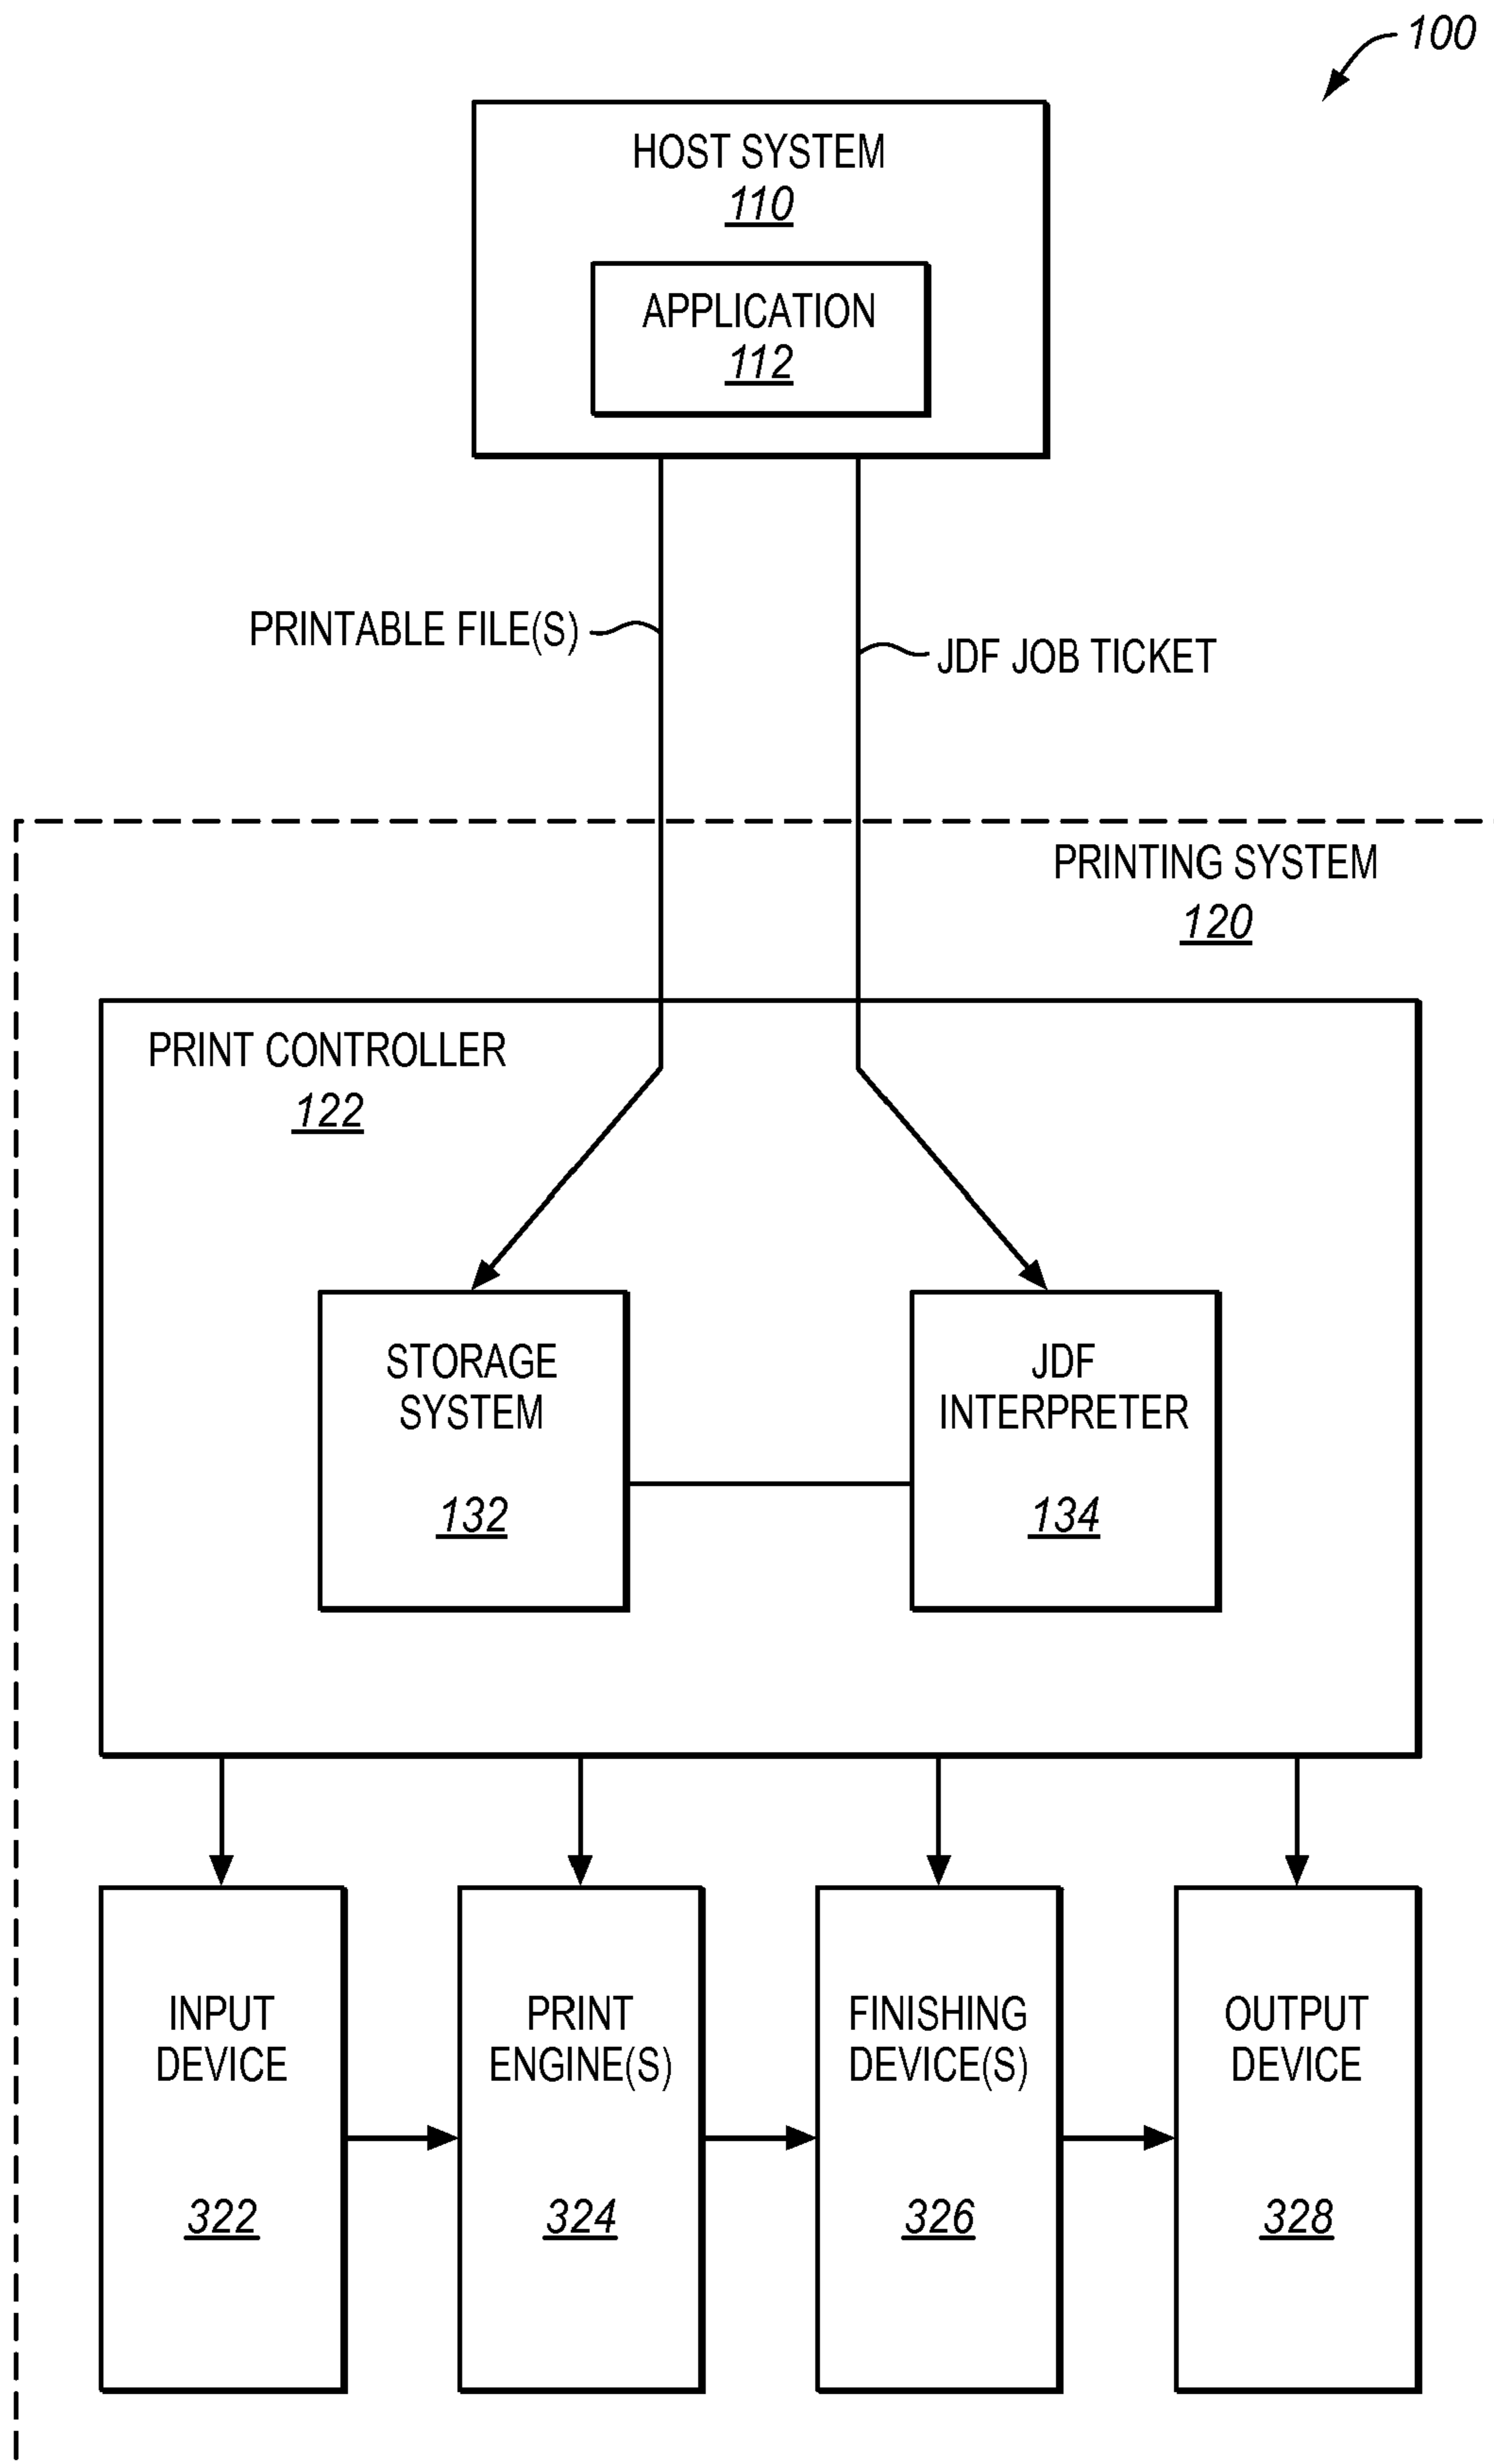 100
HOST SYSTEM
110
APPLICATION
112
PRINTABLE FILE(S)
JDF JOB TICKET
PRINTING SYSTEM
120
PRINT CONTROLLER
122
STORAGE
SYSTEM
132
JDF
INTERPRETER
134
INPUT
DEVICE
322
PRINT
ENGINE(S)
324
FINISHING
DEVICE(S)
326
OUTPUT
DEVICE
328